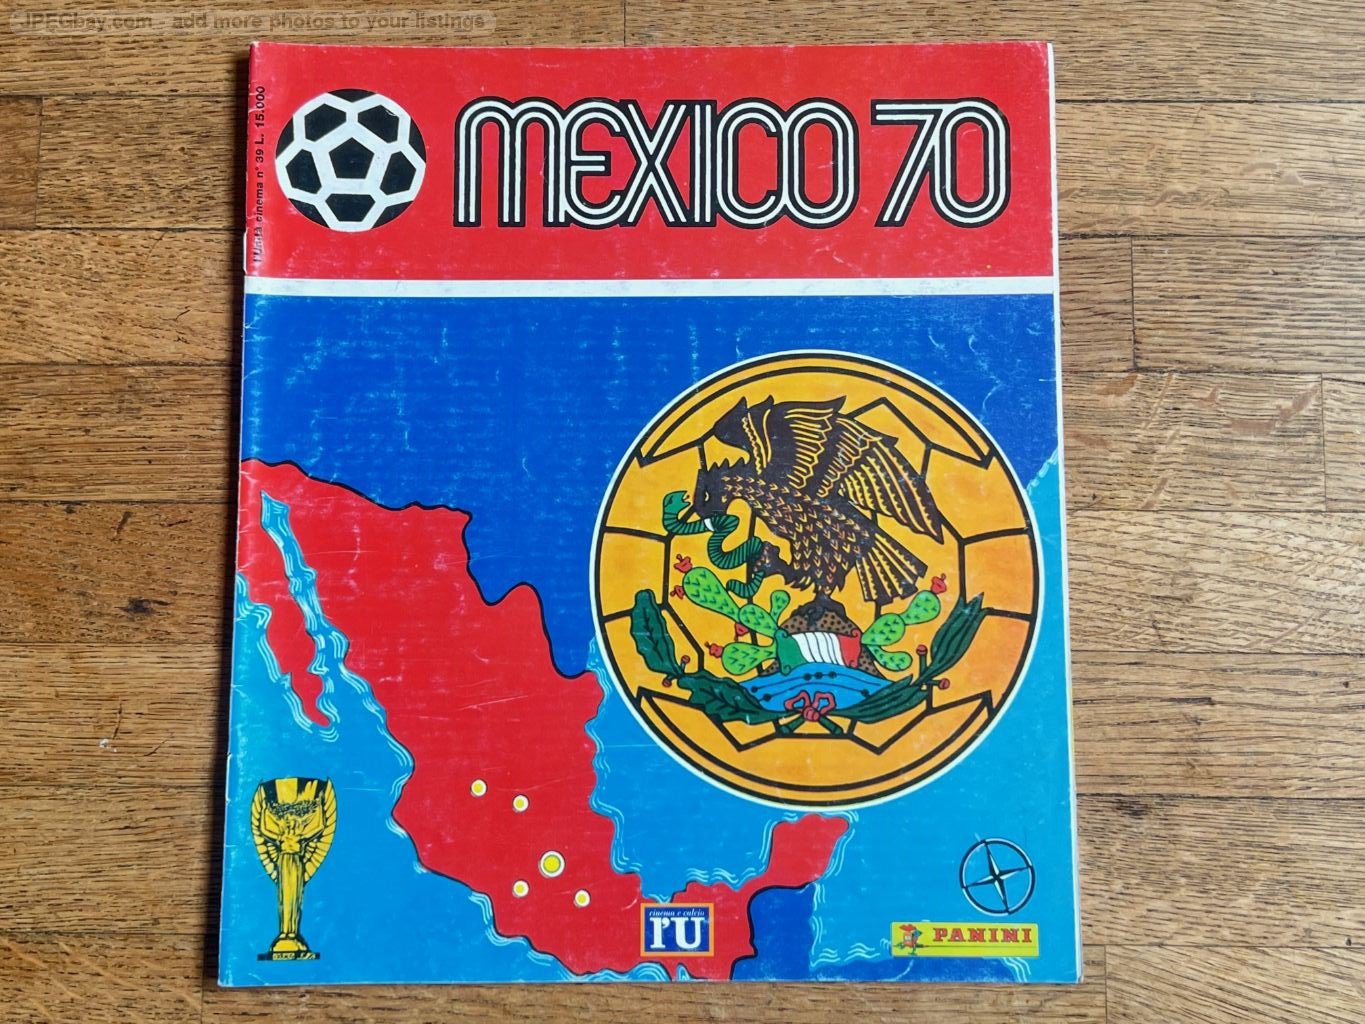 JPEGbay.com - add more photos to your listings
MEXICO 70
l'Unità cinema n° 39 L. 15.000
cinema e calcio
l'U
PANINI